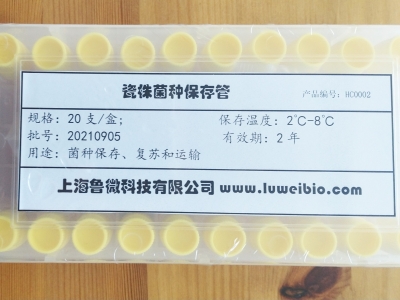 瓷侏菌种保存管 产品编号：HC0002
规格：20支/盒； 保存温度：2℃-8℃
批号：20210905 有效期：2年
用途：菌种保存、复苏和运输
上海鲁微科技有限公司 www.luweibio.com